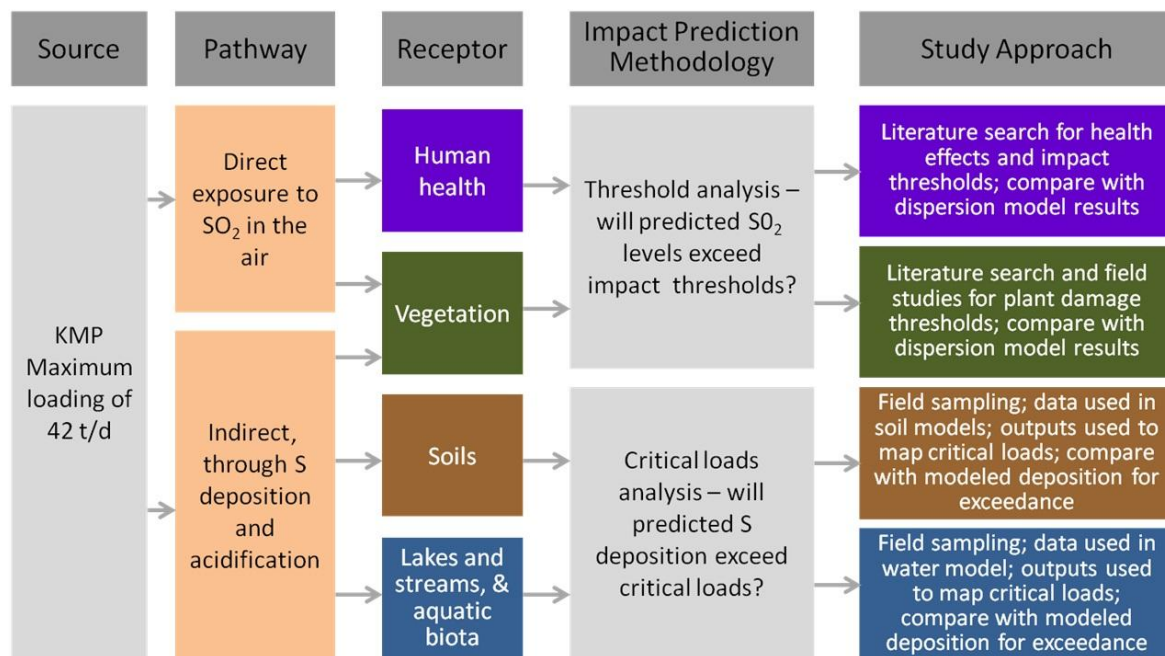 Source
Pathway
Receptor
Impact Prediction
Methodology
Study Approach
KMP
Maximum
loading of
42 t/d
Direct
exposure to
SO₂ in the
air
Indirect,
through S
deposition
and
acidification
Human
health
Vegetation
Soils
Lakes and
streams, &
aquatic
biota
Threshold analysis –
will predicted S0₂
levels exceed
impact thresholds?
Critical loads
analysis – will
predicted S
deposition exceed
critical loads?
Literature search for health
effects and impact
thresholds; compare with
dispersion model results
Literature search and field
studies for plant damage
thresholds; compare with
dispersion model results
Field sampling; data used in
soil models; outputs used to
map critical loads; compare
with modeled deposition for
exceedance
Field sampling; data used in
water model; outputs used
to map critical loads;
compare with modeled
deposition for exceedance